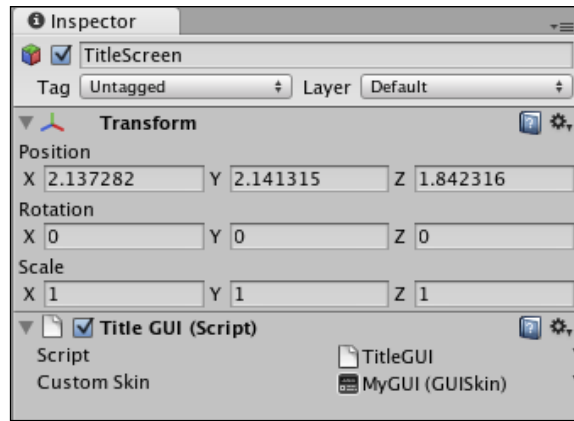 Inspector
TitleScreen
Tag Untagged Layer Default
Transform
Position
X 2.137282 Y 2.141315 Z 1.842316
Rotation
X 0 Y 0 Z 0
Scale
X 1 Y 1 Z 1
Title GUI (Script)
Script TitleGUI
Custom Skin MyGUI (GUISkin)